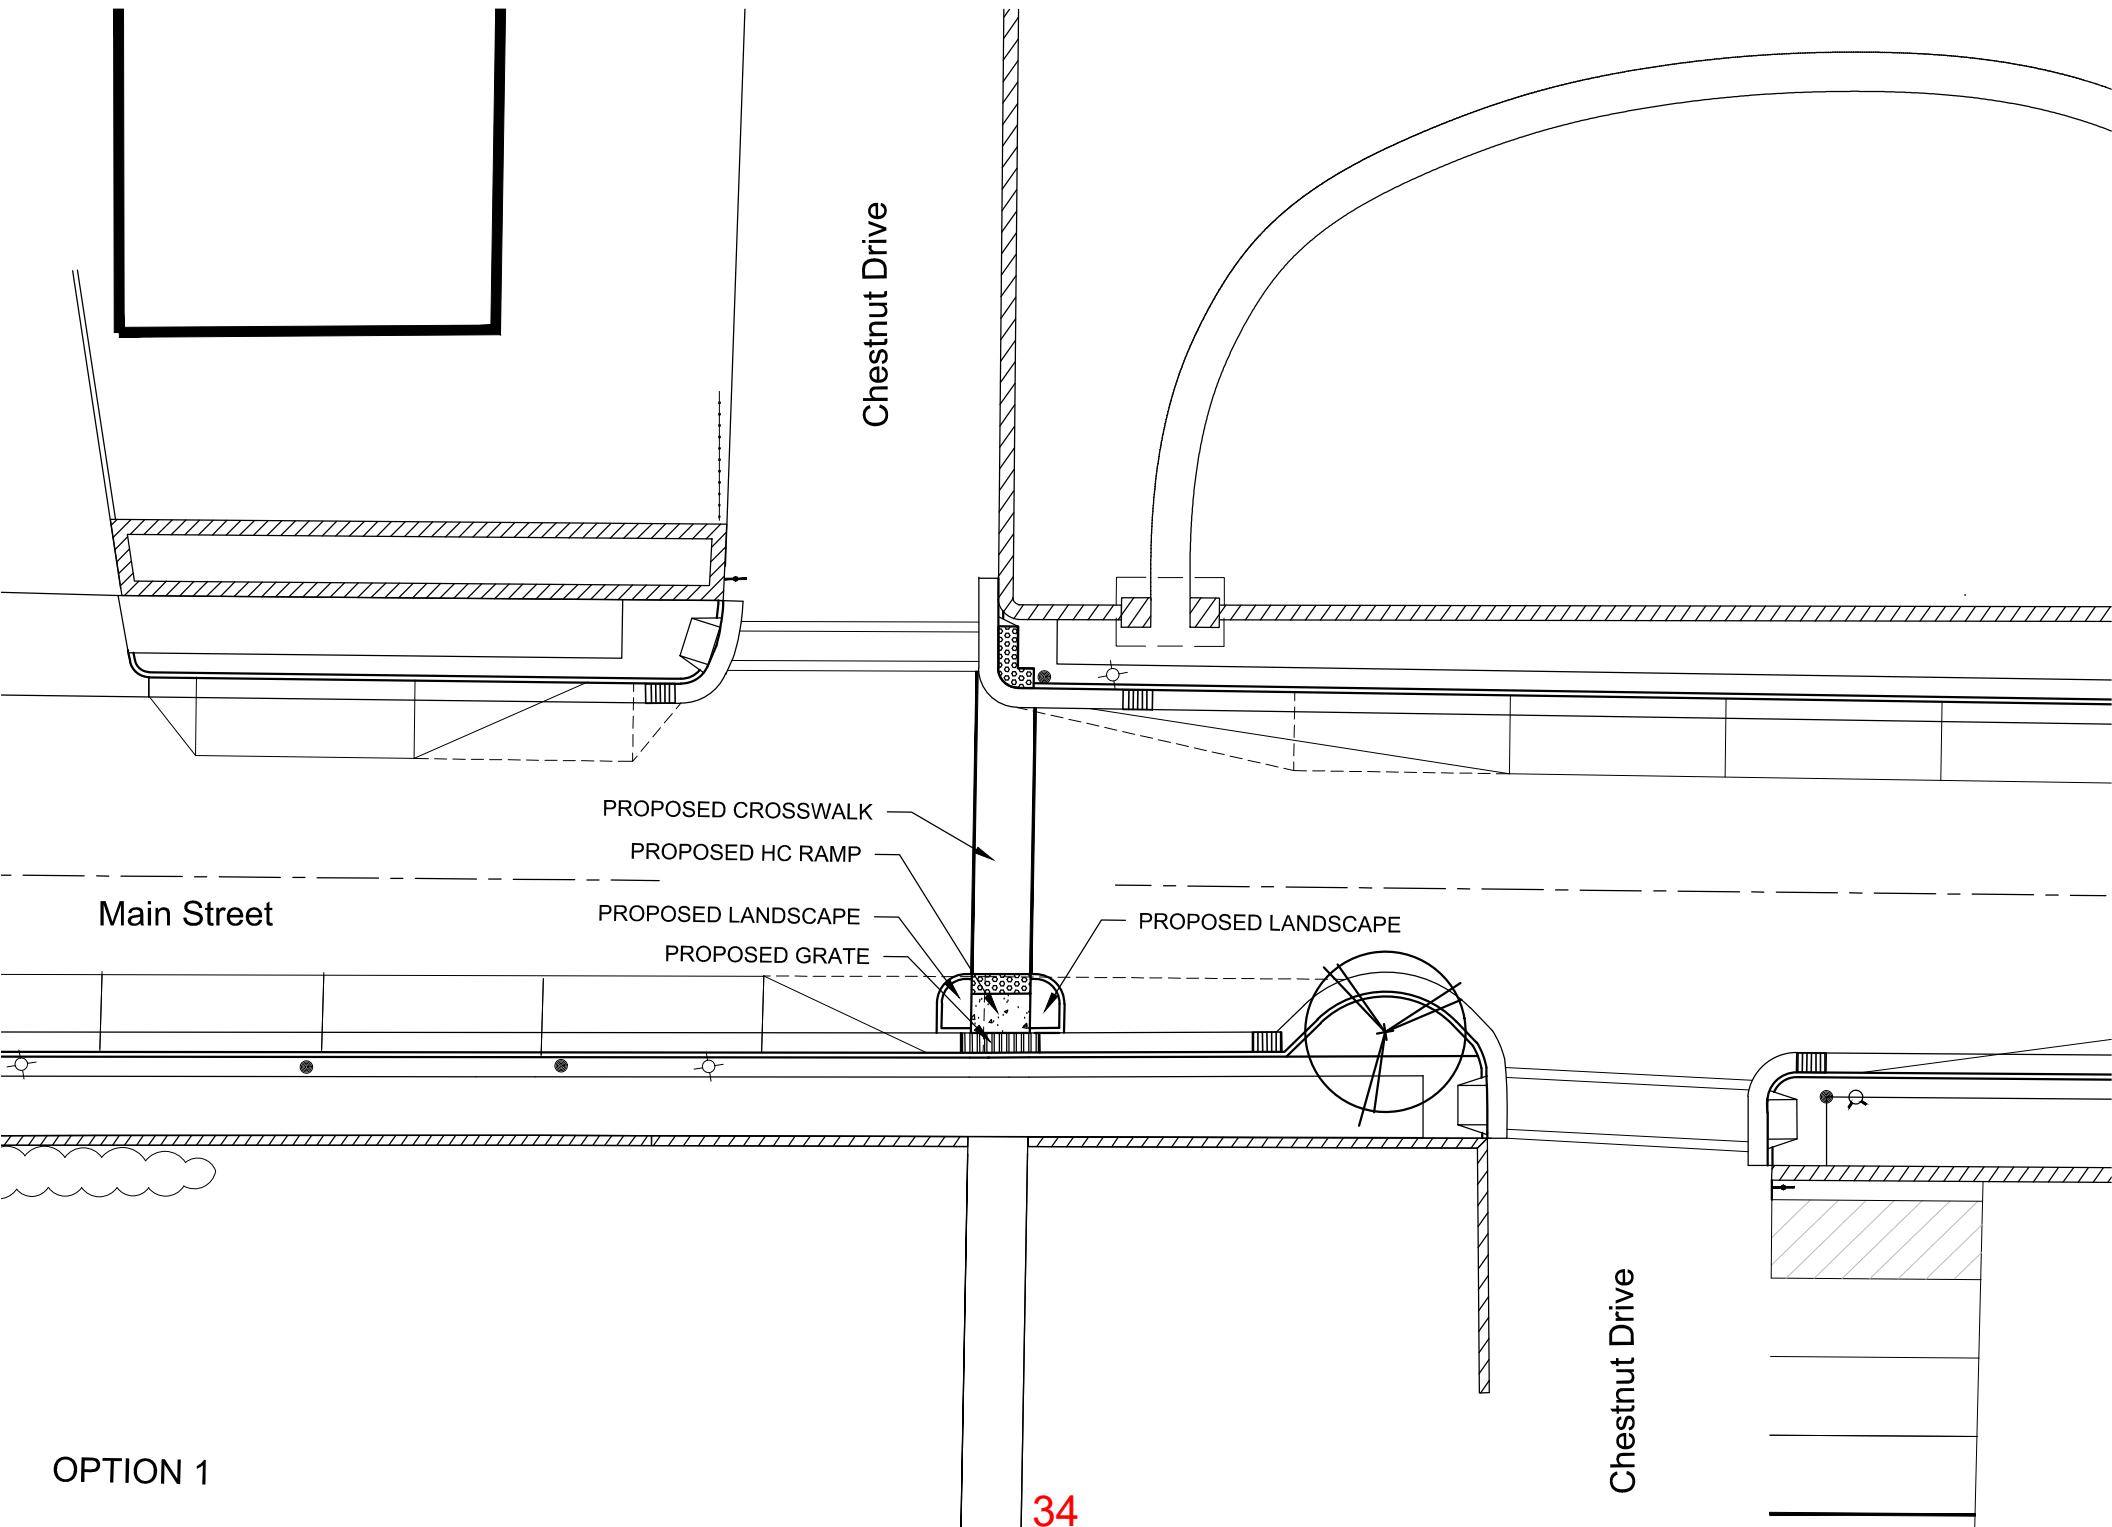 Chestnut Drive
PROPOSED CROSSWALK
PROPOSED HC RAMP
PROPOSED LANDSCAPE
PROPOSED LANDSCAPE
PROPOSED GRATE
Main Street
Chestnut Drive
OPTION 1
34